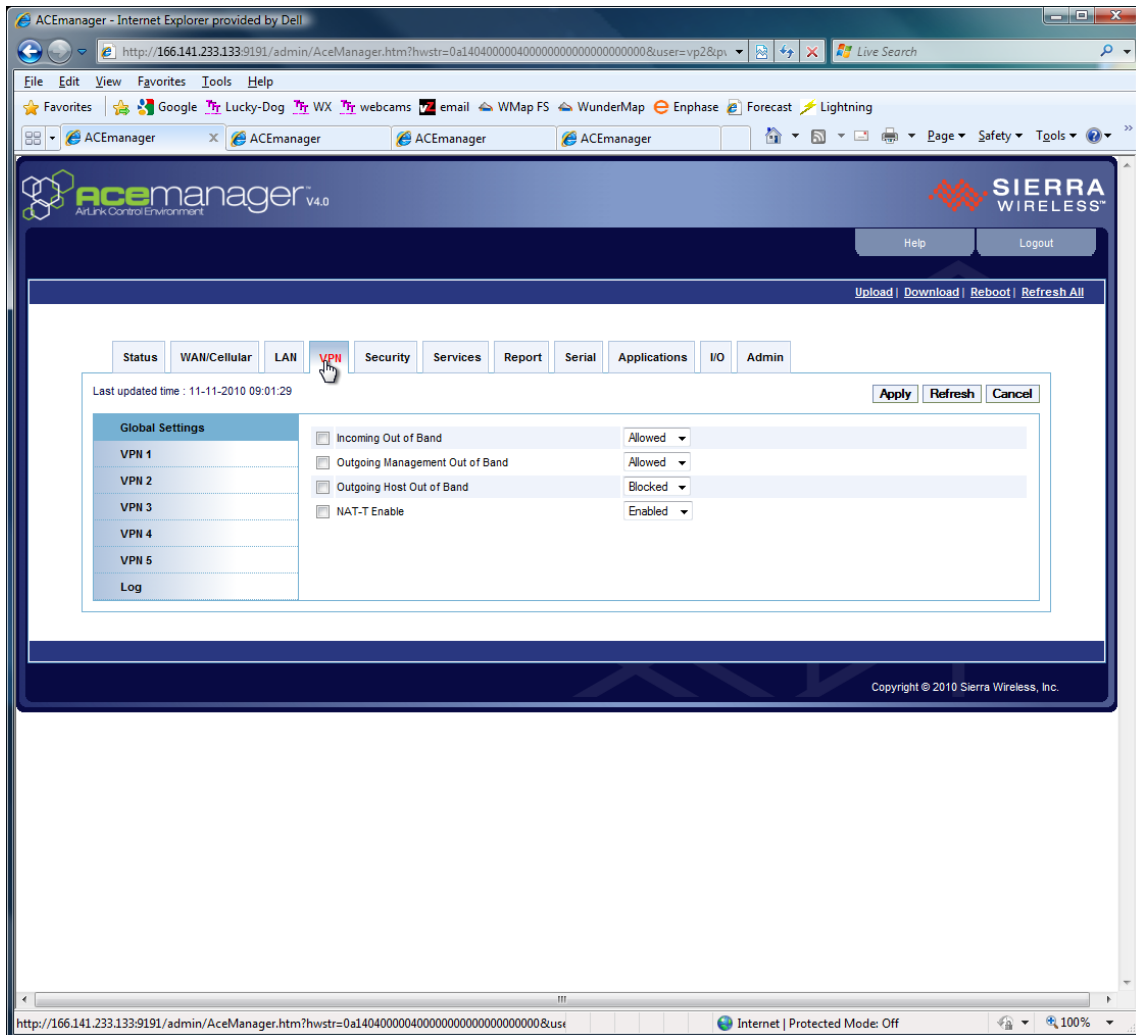 ACEmanager - Internet Explorer provided by Dell
http://166.141.233.133:9191/admin/AceManager.htm?hwstr=0a1404000040000000000000000000000&user=vp2&pv
Live Search
File Edit View Favorites Tools Help
Favorites Google Lucky-Dog WX webcams email WMap FS WunderMap Enphase Forecast Lightning
ACEmanager ACEmanager ACEmanager ACEmanager Page Safety Tools
acemanager™ V4.0
AirLink Control Environment
SIERRA
WIRELESS™
Help Logout
Upload | Download | Reboot | Refresh All
Status WAN/Cellular LAN VPN Security Services Report Serial Applications I/O Admin
Last updated time : 11-11-2010 09:01:29
Apply Refresh Cancel
Global Settings
VPN 1
VPN 2
VPN 3
VPN 4
VPN 5
Log
Incoming Out of Band Allowed
Outgoing Management Out of Band Allowed
Outgoing Host Out of Band Blocked
NAT-T Enable Enabled
Copyright © 2010 Sierra Wireless, Inc.
http://166.141.233.133:9191/admin/AceManager.htm?hwstr=0a1404000040000000000000000000000&use
Internet | Protected Mode: Off
100%